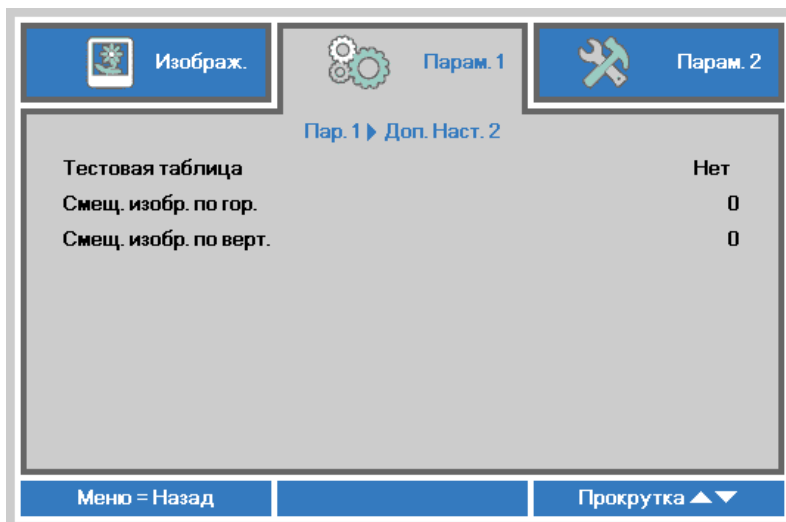 Изображ.
Парам. 1
Парам. 2
Пар. 1 ▶ Доп. Наст. 2
Тестовая таблица Нет
Смещ. изобр. по гор. 0
Смещ. изобр. по верт. 0
Меню = Назад
Прокрутка ▲▼